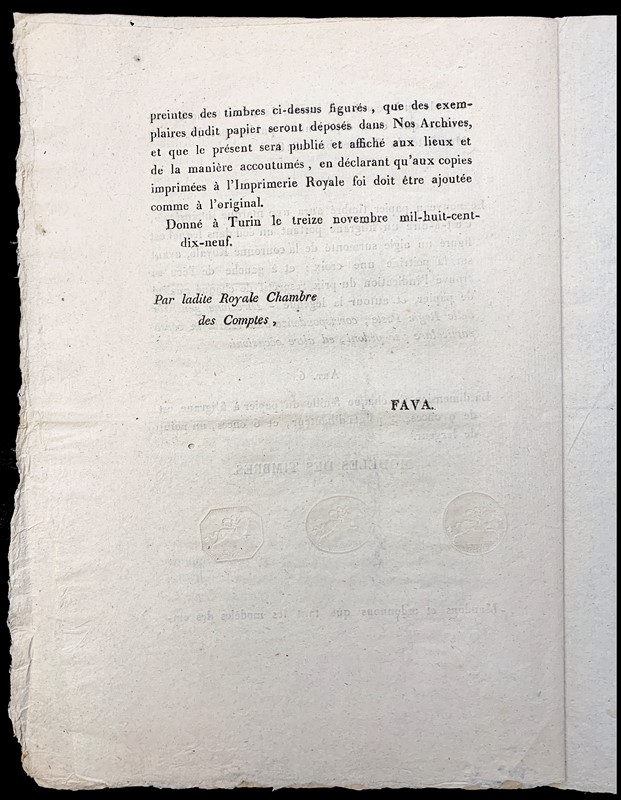 preintes des timbres ci-dessus figurés, que des exem-
plaires dudit papier seront déposés dans Nos Archives,
et que le présent sera publié et affiché aux lieux et
de la manière accoutumés, en déclarant qu'aux copies
imprimées à l'Imprimerie Royale foi doit être ajoutée
comme à l'original.
Donné à Turin le treize novembre mil-huit-cent-
dix-neuf.
Par ladite Royale Chambre
des Comptes,
FAVA.